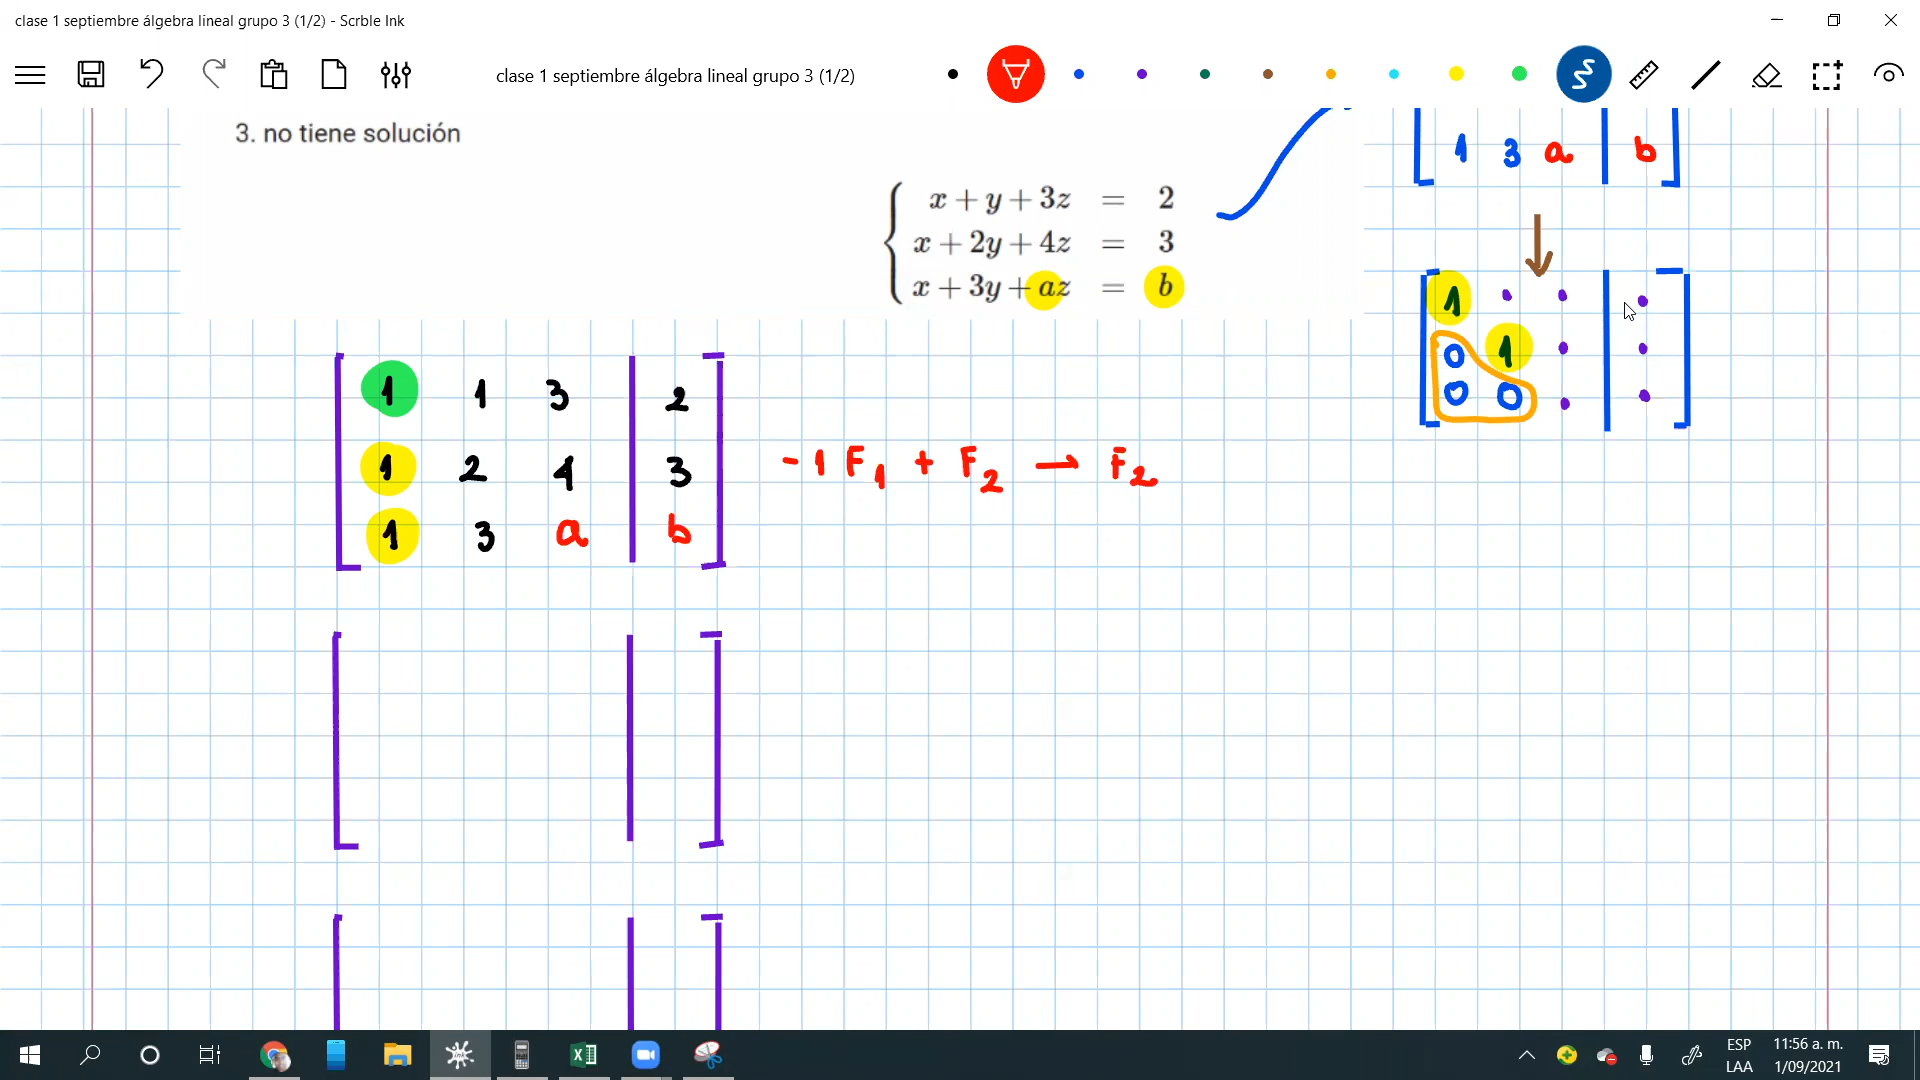 clase 1 septiembre álgebra lineal grupo 3 (1/2) - Scrble Ink
clase 1 septiembre álgebra lineal grupo 3 (1/2)
3. no tiene solución
1 3 a | b
x + y + 3z = 2
x + 2y + 4z = 3
x + 3y + az = b
1 . . | .
0 1 . | .
0 0 . | .
1 1 3 | 2
1 2 4 | 3
1 3 a | b
-1 F1 + F2 → F2
ESP
LAA
11:56 a. m.
1/09/2021